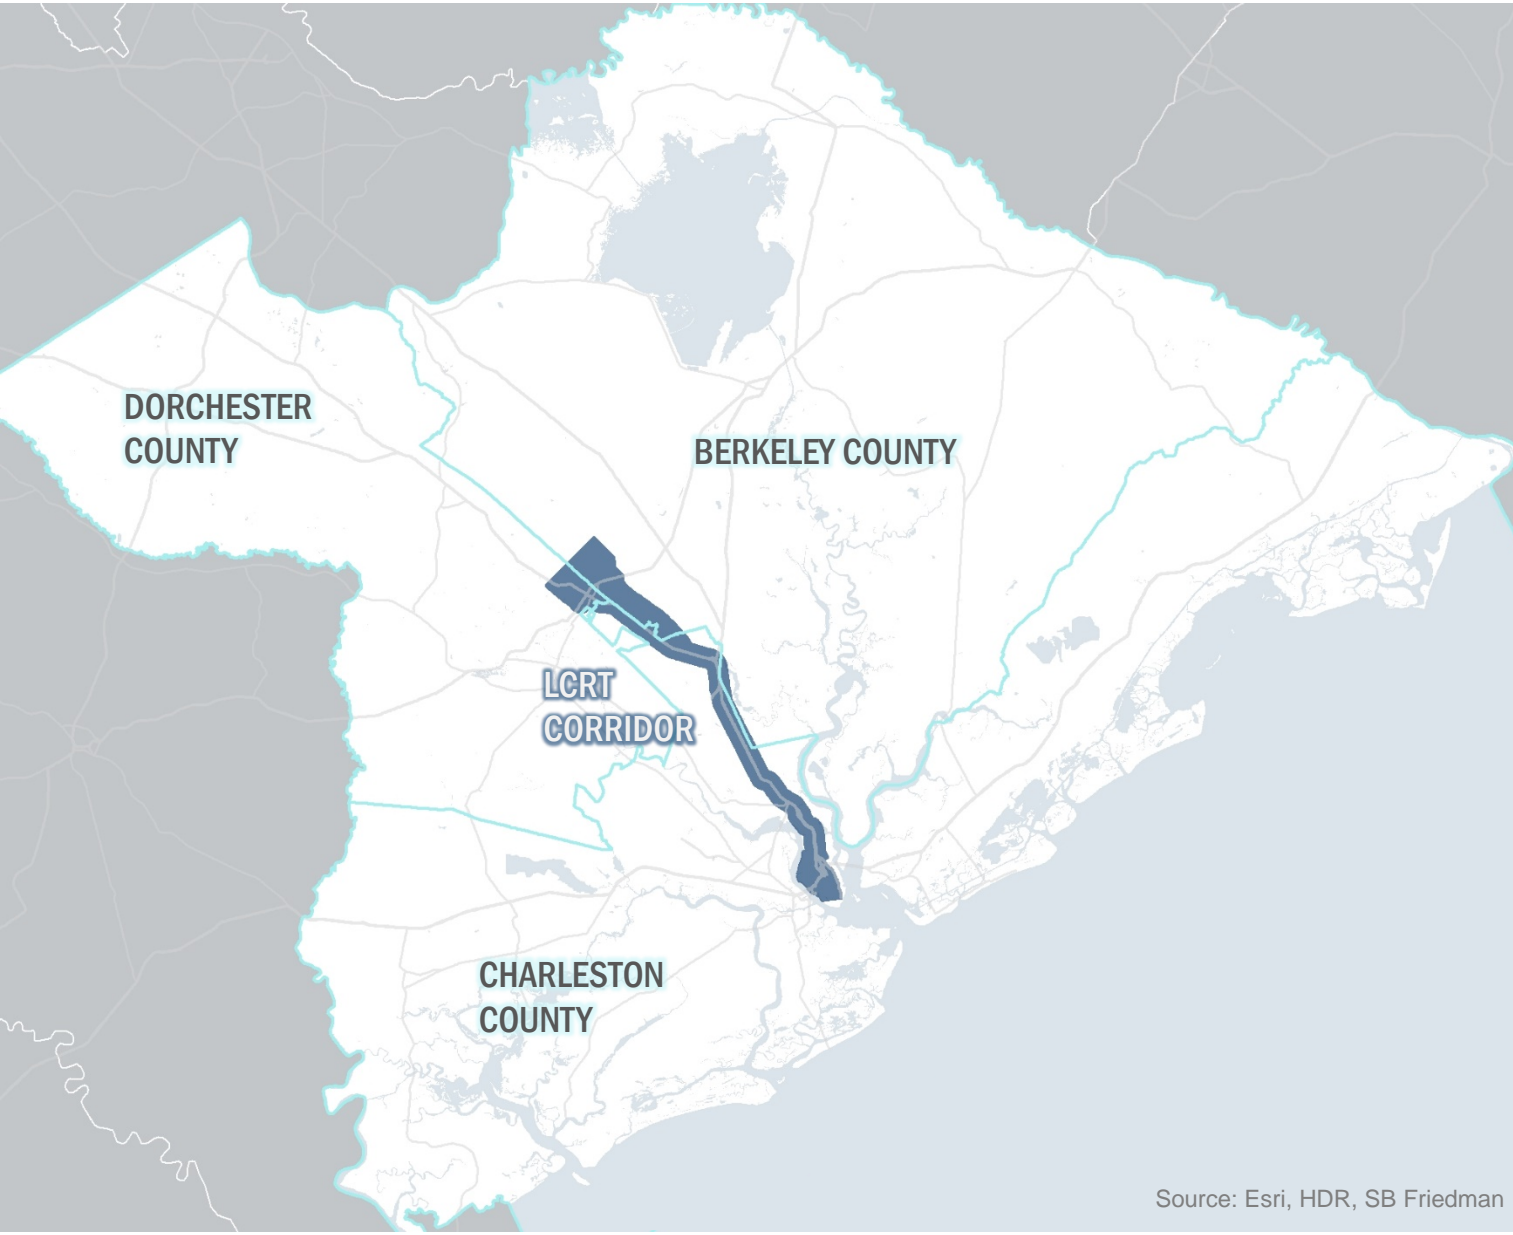 DORCHESTER
COUNTY
BERKELEY COUNTY
LCRT
CORRIDOR
CHARLESTON
COUNTY
Source: Esri, HDR, SB Friedman